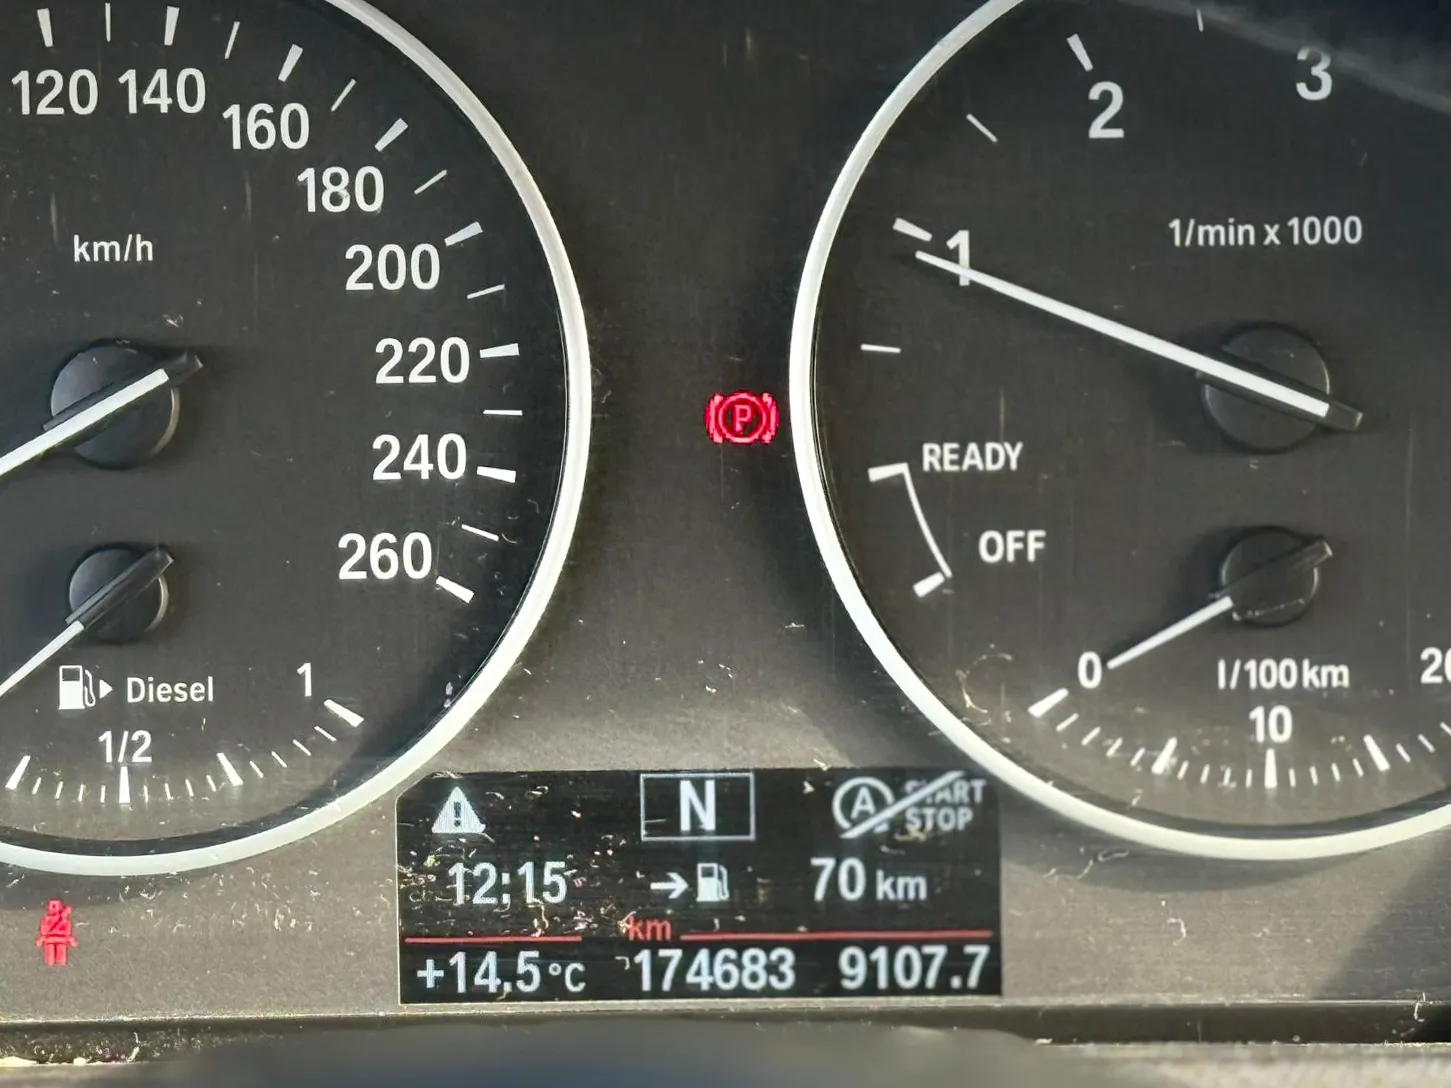 120 140 160 180 200 220 240 260
km/h
Diesel
1/2 1
1 2 3
1/min x 1000
READY
OFF
0 l/100km 20
10
P
N A START STOP
12:15 70 km
km
+14.5°C 174683 9107.7